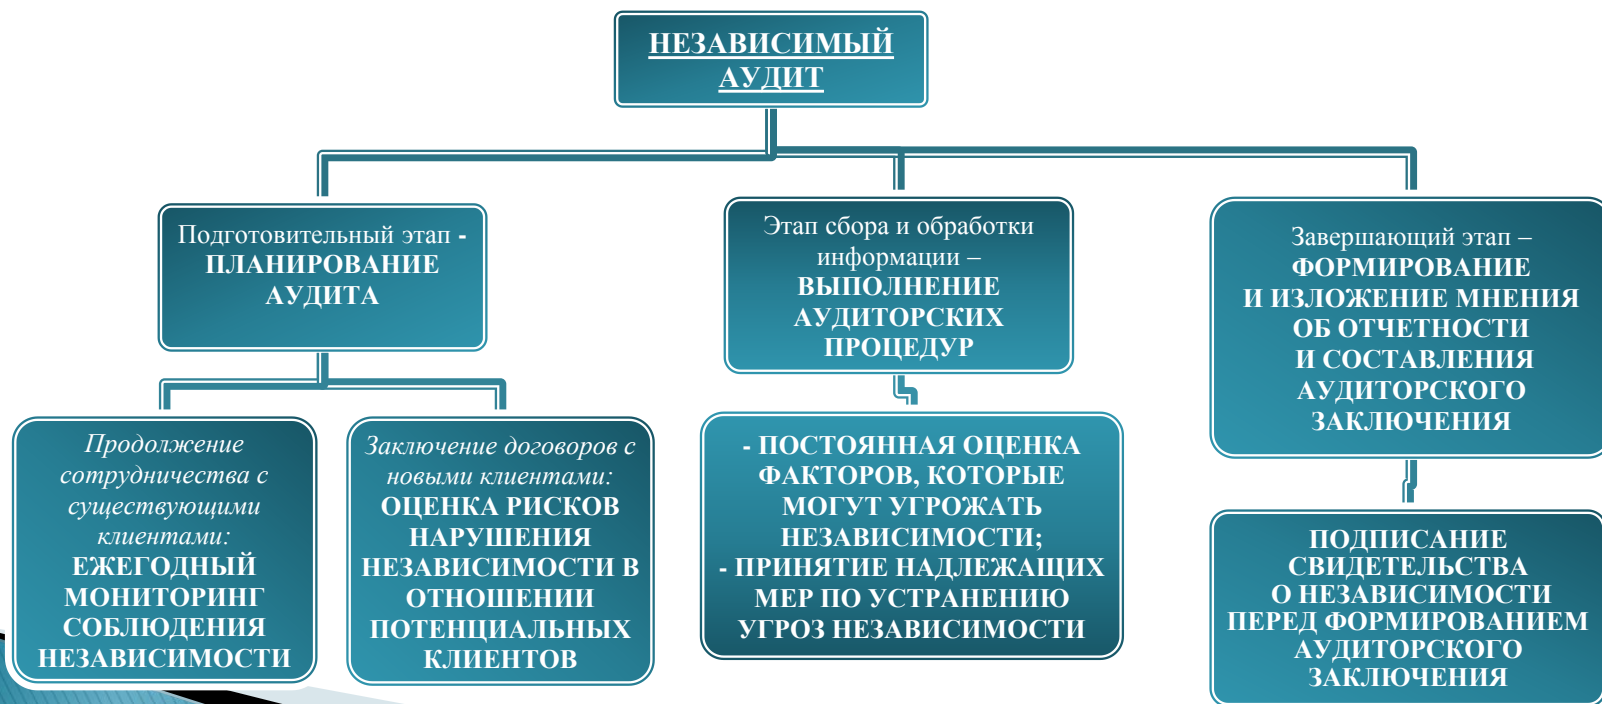 НЕЗАВИСИМЫЙ
АУДИТ
Подготовительный этап -
ПЛАНИРОВАНИЕ
АУДИТА
Этап сбора и обработки
информации –
ВЫПОЛНЕНИЕ
АУДИТОРСКИХ
ПРОЦЕДУР
Завершающий этап –
ФОРМИРОВАНИЕ
И ИЗЛОЖЕНИЕ МНЕНИЯ
ОБ ОТЧЕТНОСТИ
И СОСТАВЛЕНИЯ
АУДИТОРСКОГО
ЗАКЛЮЧЕНИЯ
Продолжение
сотрудничества с
существующими
клиентами:
ЕЖЕГОДНЫЙ
МОНИТОРИНГ
СОБЛЮДЕНИЯ
НЕЗАВИСИМОСТИ
Заключение договоров с
новыми клиентами:
ОЦЕНКА РИСКОВ
НАРУШЕНИЯ
НЕЗАВИСИМОСТИ В
ОТНОШЕНИИ
ПОТЕНЦИАЛЬНЫХ
КЛИЕНТОВ
- ПОСТОЯННАЯ ОЦЕНКА
ФАКТОРОВ, КОТОРЫЕ
МОГУТ УГРОЖАТЬ
НЕЗАВИСИМОСТИ;
- ПРИНЯТИЕ НАДЛЕЖАЩИХ
МЕР ПО УСТРАНЕНИЮ
УГРОЗ НЕЗАВИСИМОСТИ
ПОДПИСАНИЕ
СВИДЕТЕЛЬСТВА
О НЕЗАВИСИМОСТИ
ПЕРЕД ФОРМИРОВАНИЕМ
АУДИТОРСКОГО
ЗАКЛЮЧЕНИЯ